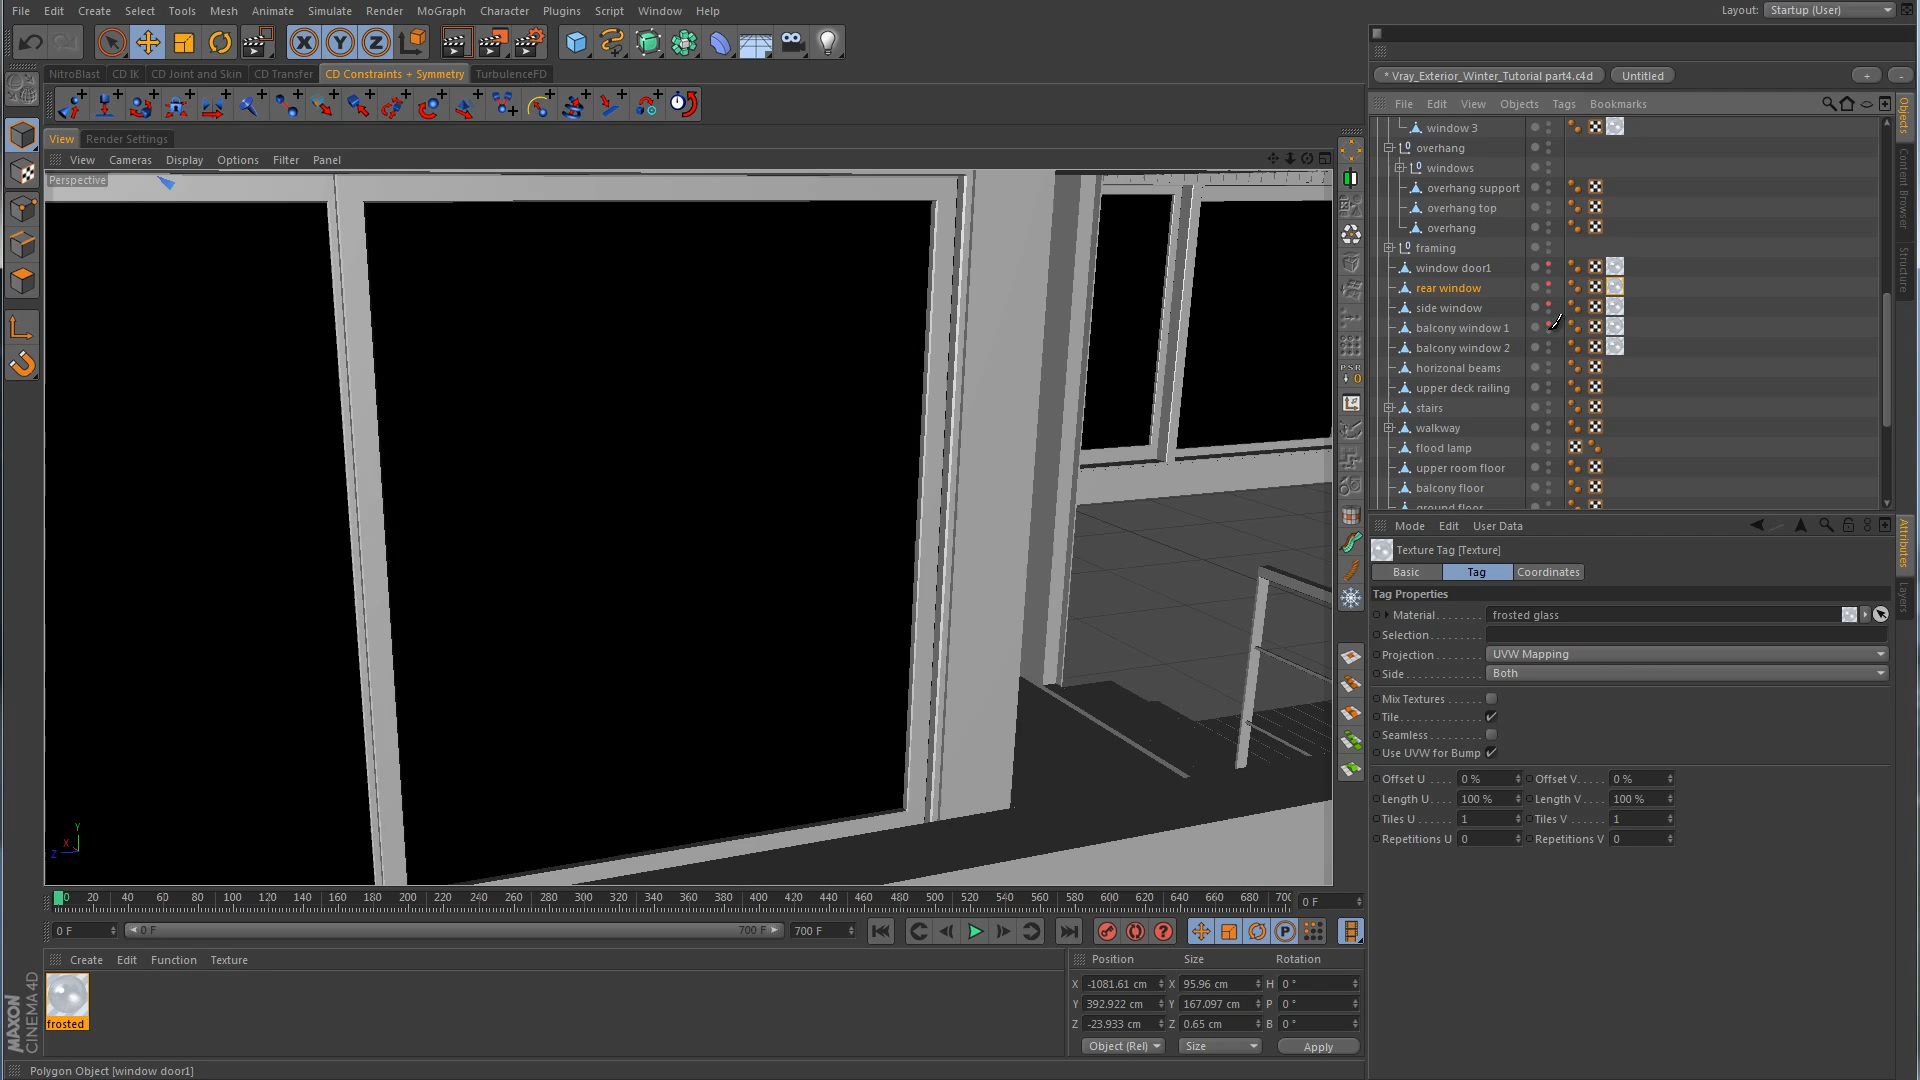 File Edit Create Select Tools Mesh Animate Simulate Render MoGraph Character Plugins Script Window Help
Layout: Startup (User)
NitroBlast CD IK CD Joint and Skin CD Transfer CD Constraints + Symmetry TurbulenceFD
* Vray_Exterior_Winter_Tutorial part4.c4d Untitled + -
File Edit View Objects Tags Bookmarks
View Render Settings
View Cameras Display Options Filter Panel
Perspective
window 3
overhang
windows
overhang support
overhang top
overhang
framing
window door1
rear window
side window
balcony window 1
balcony window 2
horizonal beams
upper deck railing
stairs
walkway
flood lamp
upper room floor
balcony floor
ground floor
Objects
Content Browser
Structure
PSR
0
Mode Edit User Data
Attributes
Layers
Texture Tag [Texture]
Basic Tag Coordinates
Tag Properties
Material frosted glass
Selection
Projection UVW Mapping
Side Both
Mix Textures
Tile
Seamless
Use UVW for Bump
Offset U 0 % Offset V 0 %
Length U 100 % Length V 100 %
Tiles U 1 Tiles V 1
Repetitions U 0 Repetitions V 0
Y
X
Z
0 20 40 60 80 100 120 140 160 180 200 220 240 260 280 300 320 340 360 380 400 420 440 460 480 500 520 540 560 580 600 620 640 660 680 700 0 F
0 F 0 F 700 F 700 F
Create Edit Function Texture
frosted
Position Size Rotation
X -1081.61 cm X 95.96 cm H 0 °
Y 392.922 cm Y 167.097 cm P 0 °
Z -23.933 cm Z 0.65 cm B 0 °
Object (Rel) Size Apply
MAXON
CINEMA 4D
Polygon Object [window door1]